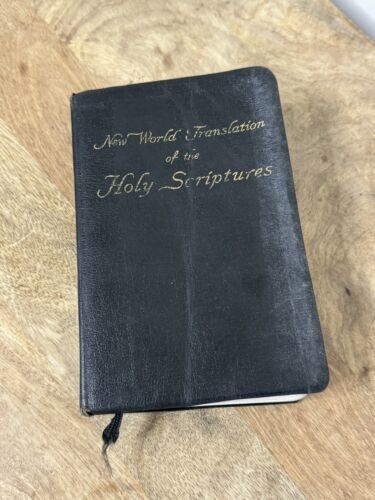 New World Translation
of the
Holy Scriptures